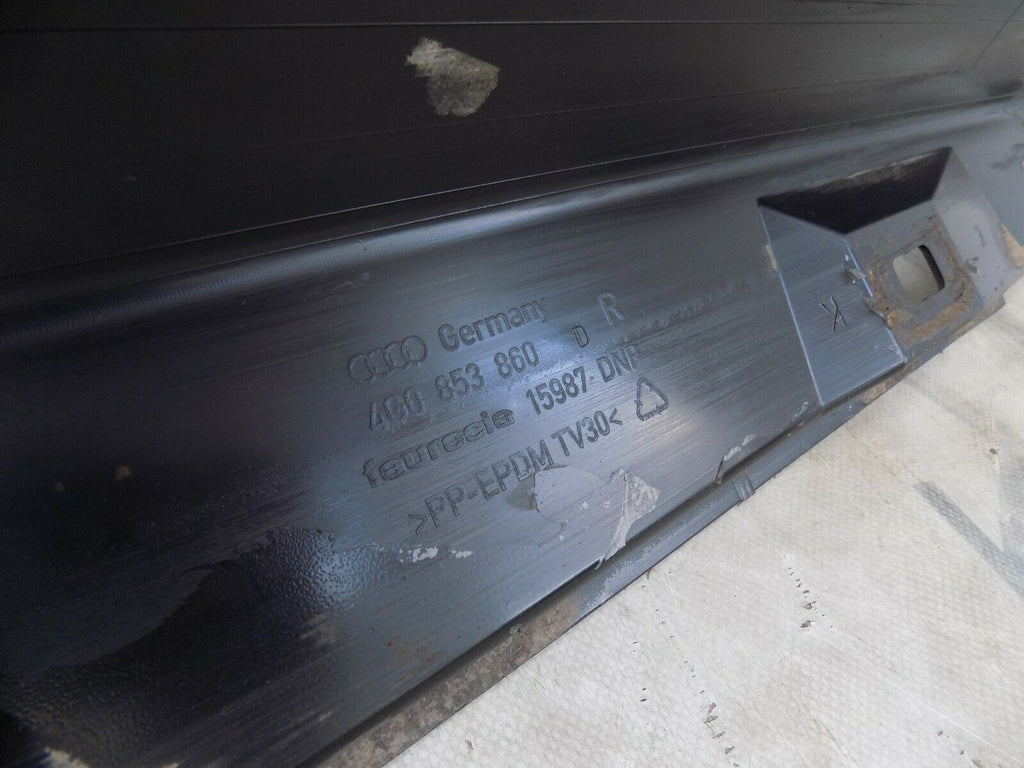 Germany
4G0 853 860 D R
faurecia 15987-DNP
>PP-EPDM TV30<
K